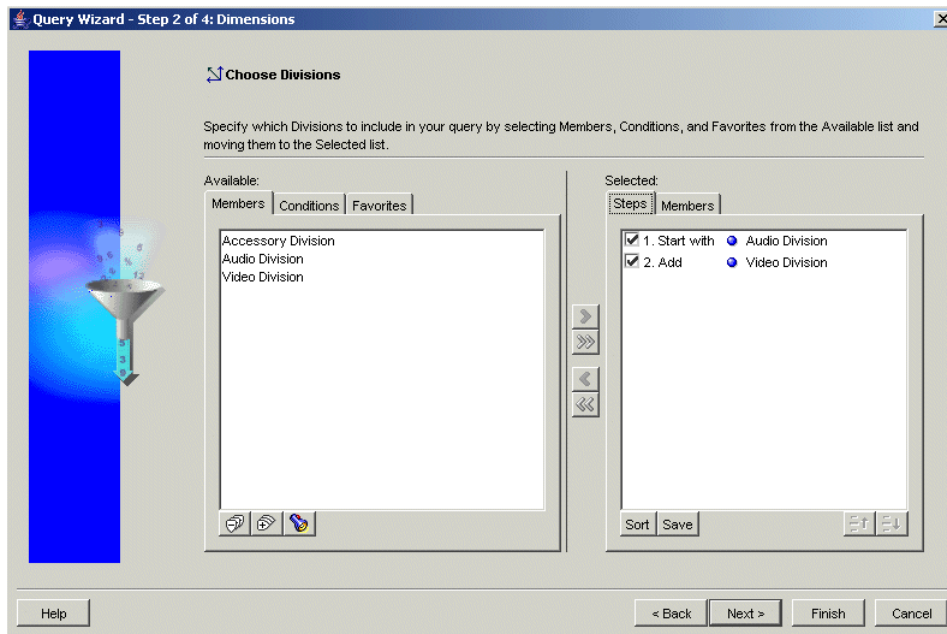 Query Wizard - Step 2 of 4: Dimensions
Choose Divisions
Specify which Divisions to include in your query by selecting Members, Conditions, and Favorites from the Available list and
moving them to the Selected list.
Available:
Members Conditions Favorites
Accessory Division
Audio Division
Video Division
Selected:
Steps Members
1. Start with Audio Division
2. Add Video Division
Sort Save
Help
< Back Next > Finish Cancel